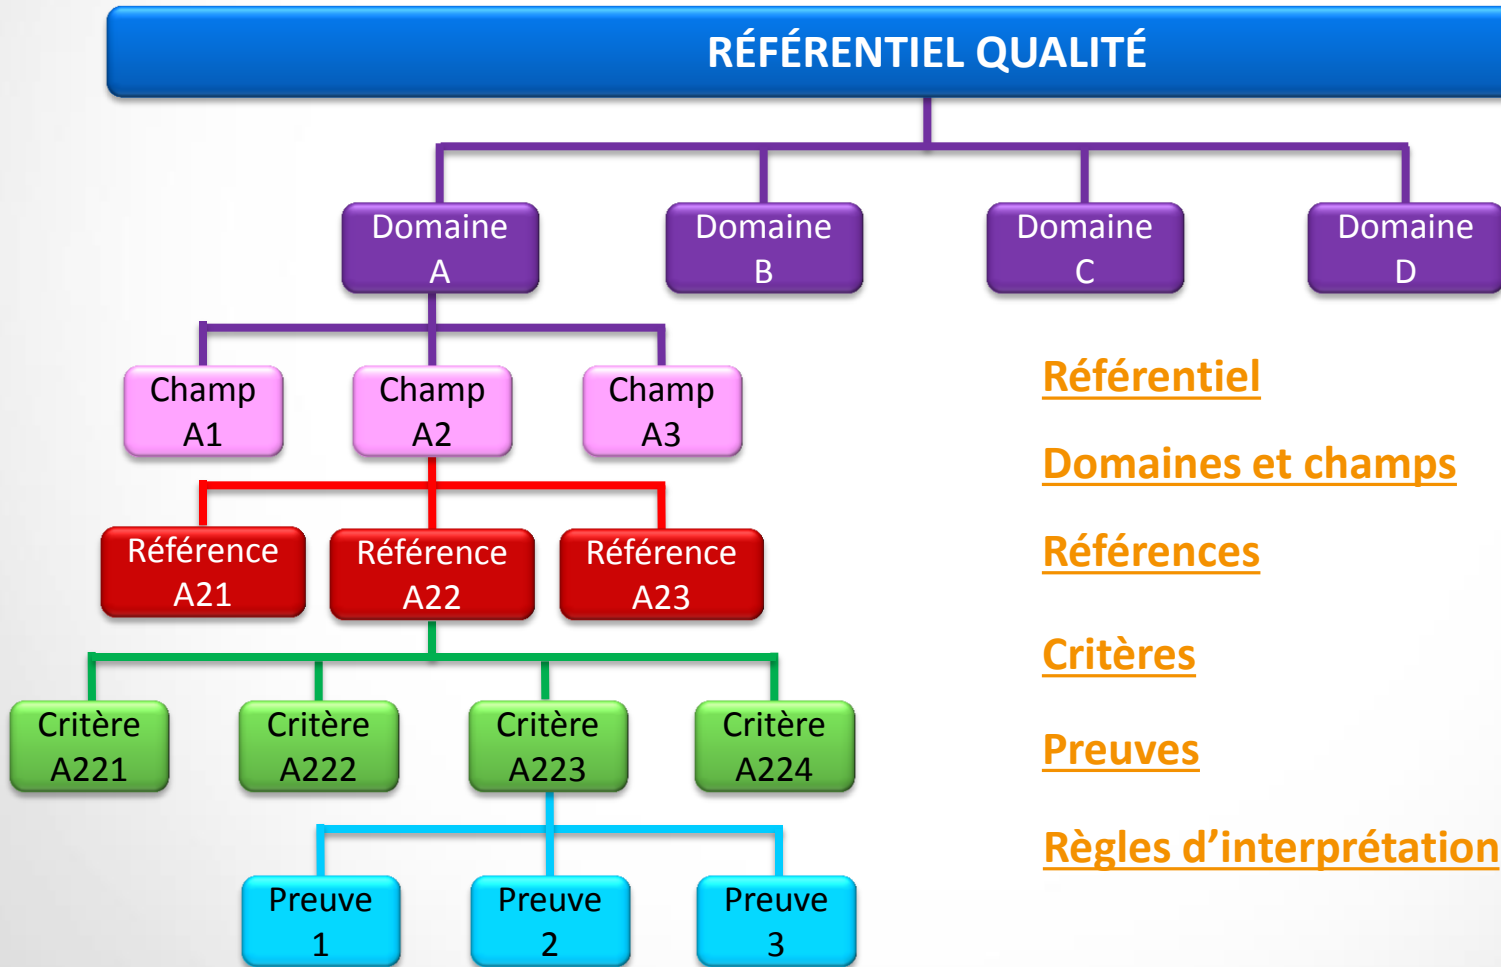 RÉFÉRENTIEL QUALITÉ
Domaine
A
Domaine
B
Domaine
C
Domaine
D
Champ
A1
Champ
A2
Champ
A3
Référence
A21
Référence
A22
Référence
A23
Critère
A221
Critère
A222
Critère
A223
Critère
A224
Preuve
1
Preuve
2
Preuve
3
Référentiel
Domaines et champs
Références
Critères
Preuves
Règles d’interprétation